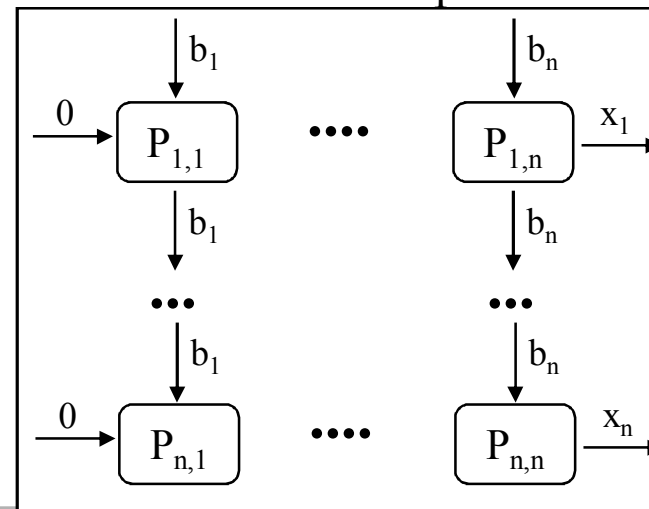 b₁ bₙ
0 P₁,₁ •••• P₁,ₙ x₁
b₁ bₙ
••• •••
b₁ bₙ
0 Pₙ,₁ •••• Pₙ,ₙ xₙ